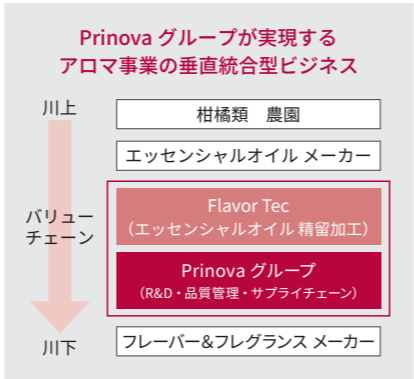 Prinova グループが実現する
アロマ事業の垂直統合型ビジネス
川上
柑橘類　農園
エッセンシャルオイル メーカー
バリュー
チェーン
Flavor Tec
（エッセンシャルオイル 精留加工）
Prinova グループ
（R&D・品質管理・サプライチェーン）
川下
フレーバー&フレグランス メーカー